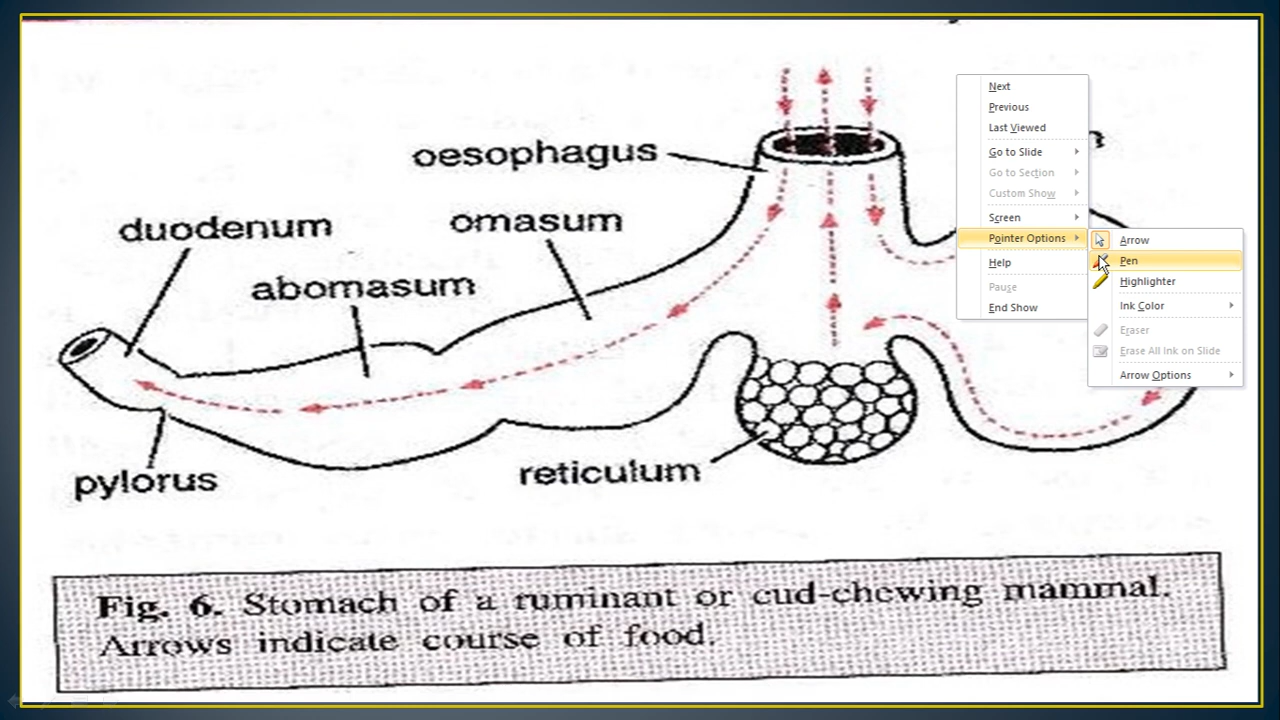 oesophagus
duodenum
omasum
abomasum
pylorus
reticulum
Fig. 6. Stomach of a ruminant or cud-chewing mammal.
Arrows indicate course of food.
Next
Previous
Last Viewed
Go to Slide
Go to Section
Custom Show
Screen
Pointer Options
Help
Pause
End Show
Arrow
Pen
Highlighter
Ink Color
Eraser
Erase All Ink on Slide
Arrow Options